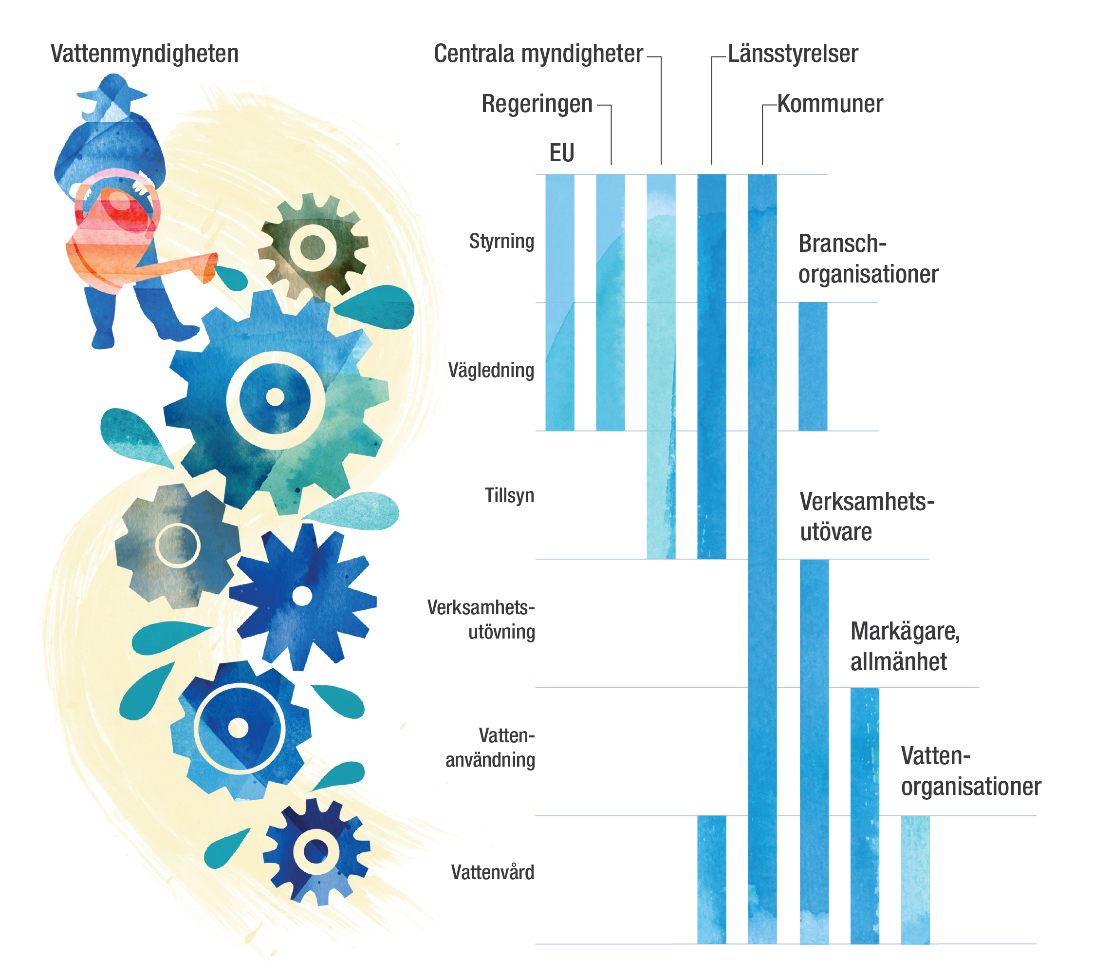 Vattenmyndigheten
Centrala myndigheter
Länsstyrelser
Regeringen
Kommuner
EU
Styrning
Bransch-
organisationer
Vägledning
Tillsyn
Verksamhets-
utövare
Verksamhets-
utövning
Markägare,
allmänhet
Vatten-
användning
Vatten-
organisationer
Vattenvård